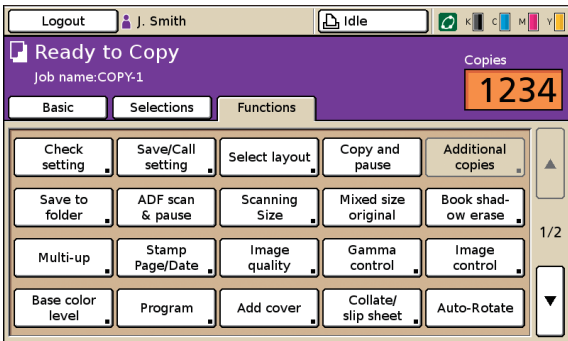 Logout
J. Smith
Idle
K C M Y
Ready to Copy
Job name:COPY-1
Copies
1234
Basic
Selections
Functions
Check
setting
Save/Call
setting
Select layout
Copy and
pause
Additional
copies
Save to
folder
ADF scan
& pause
Scanning
Size
Mixed size
original
Book shad-
ow erase
1/2
Multi-up
Stamp
Page/Date
Image
quality
Gamma
control
Image
control
Base color
level
Program
Add cover
Collate/
slip sheet
Auto-Rotate